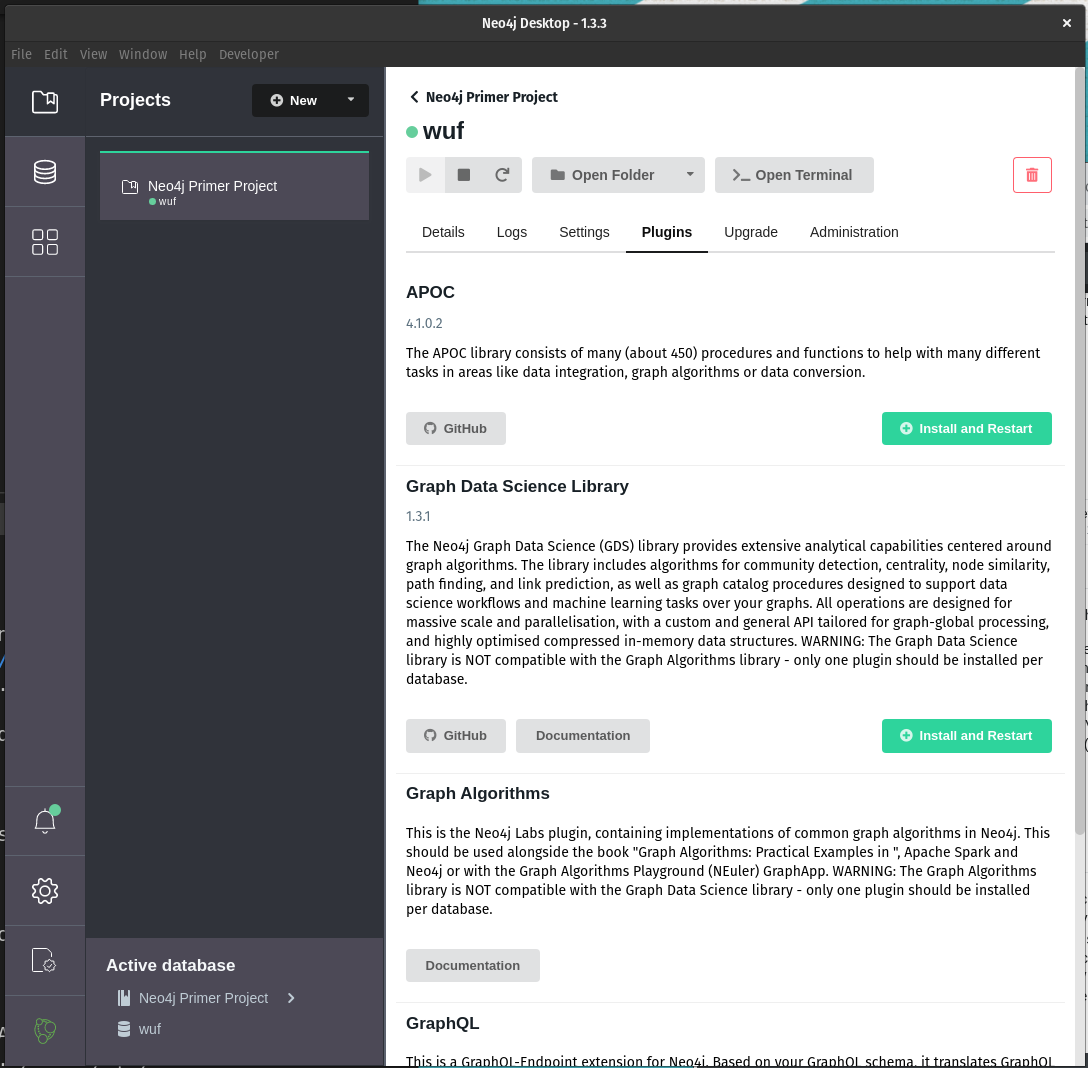 Neo4j Desktop - 1.3.3
File Edit View Window Help Developer
Projects
New
Neo4j Primer Project
wuf
Active database
Neo4j Primer Project
wuf
Neo4j Primer Project
wuf
Open Folder
Open Terminal
Details Logs Settings Plugins Upgrade Administration
APOC
4.1.0.2
The APOC library consists of many (about 450) procedures and functions to help with many different
tasks in areas like data integration, graph algorithms or data conversion.
GitHub
Install and Restart
Graph Data Science Library
1.3.1
The Neo4j Graph Data Science (GDS) library provides extensive analytical capabilities centered around
graph algorithms. The library includes algorithms for community detection, centrality, node similarity,
path finding, and link prediction, as well as graph catalog procedures designed to support data
science workflows and machine learning tasks over your graphs. All operations are designed for
massive scale and parallelisation, with a custom and general API tailored for graph-global processing,
and highly optimised compressed in-memory data structures. WARNING: The Graph Data Science
library is NOT compatible with the Graph Algorithms library - only one plugin should be installed per
database.
GitHub
Documentation
Install and Restart
Graph Algorithms
This is the Neo4j Labs plugin, containing implementations of common graph algorithms in Neo4j. This
should be used alongside the book "Graph Algorithms: Practical Examples in ", Apache Spark and
Neo4j or with the Graph Algorithms Playground (NEuler) GraphApp. WARNING: The Graph Algorithms
library is NOT compatible with the Graph Data Science library - only one plugin should be installed
per database.
Documentation
GraphQL
This is a GraphQL-Endpoint extension for Neo4j. Based on your GraphQL schema, it translates GraphQL